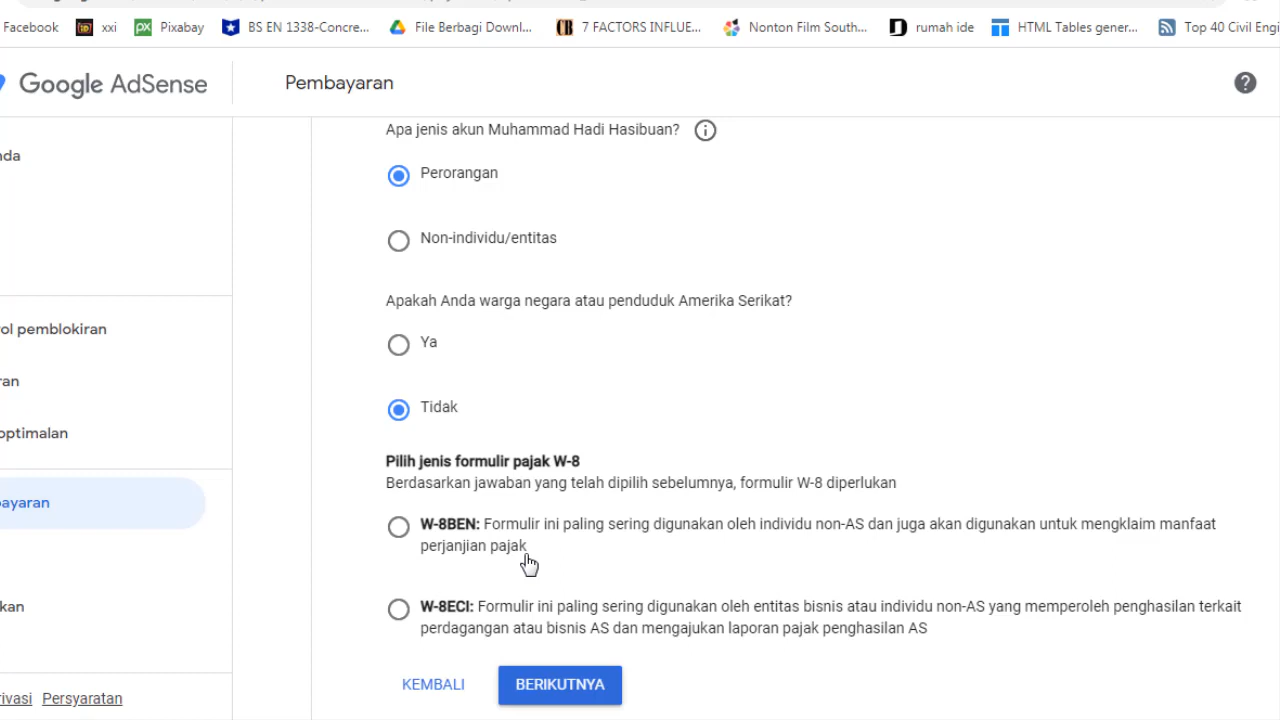 Facebook xxi Pixabay BS EN 1338-Concre... File Berbagi Downl... 7 FACTORS INFLUE... Nonton Film South... rumah ide HTML Tables gener... Top 40 Civil Engi
Google AdSense Pembayaran
Apa jenis akun Muhammad Hadi Hasibuan?
nda
Perorangan
Non-individu/entitas
Apakah Anda warga negara atau penduduk Amerika Serikat?
ol pemblokiran
Ya
ran
Tidak
optimalan
Pilih jenis formulir pajak W-8
Berdasarkan jawaban yang telah dipilih sebelumnya, formulir W-8 diperlukan
ayaran
W-8BEN: Formulir ini paling sering digunakan oleh individu non-AS dan juga akan digunakan untuk mengklaim manfaat
perjanjian pajak
kan
W-8ECI: Formulir ini paling sering digunakan oleh entitas bisnis atau individu non-AS yang memperoleh penghasilan terkait
perdagangan atau bisnis AS dan mengajukan laporan pajak penghasilan AS
KEMBALI BERIKUTNYA
ivasi Persyaratan